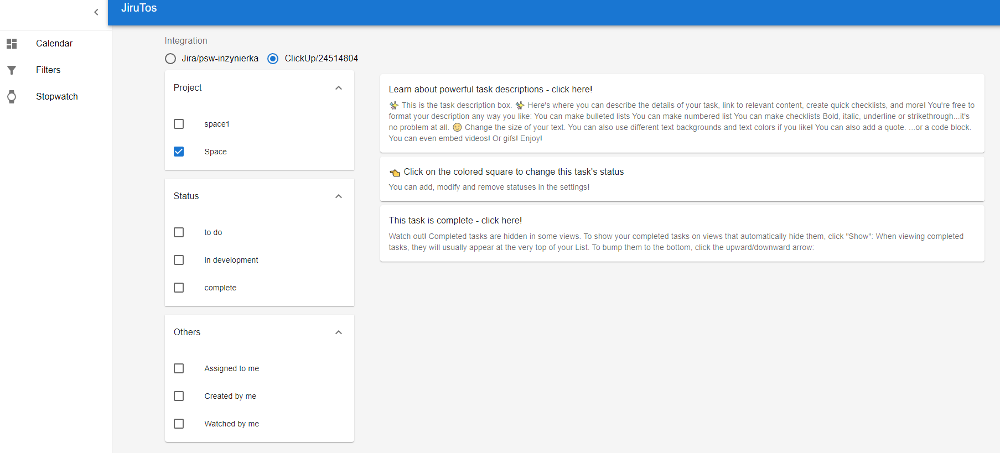 JiruTos
Calendar
Filters
Stopwatch
Integration
Jira/psw-inzynierka
ClickUp/24514804
Project
space1
Space
Status
to do
in development
complete
Others
Assigned to me
Created by me
Watched by me
Learn about powerful task descriptions - click here!
✨ This is the task description box. ✨ Here's where you can describe the details of your task, link to relevant content, create quick checklists, and more! You're free to
format your description any way you like: You can make bulleted lists You can make numbered list You can make checklists Bold, italic, underline or strikethrough...it's
no problem at all. 😉 Change the size of your text. You can also use different text backgrounds and text colors if you like! You can also add a quote. ...or a code block.
You can even embed videos! Or gifs! Enjoy!
👈 Click on the colored square to change this task's status
You can add, modify and remove statuses in the settings!
This task is complete - click here!
Watch out! Completed tasks are hidden in some views. To show your completed tasks on views that automatically hide them, click "Show": When viewing completed
tasks, they will usually appear at the very top of your List. To bump them to the bottom, click the upward/downward arrow: